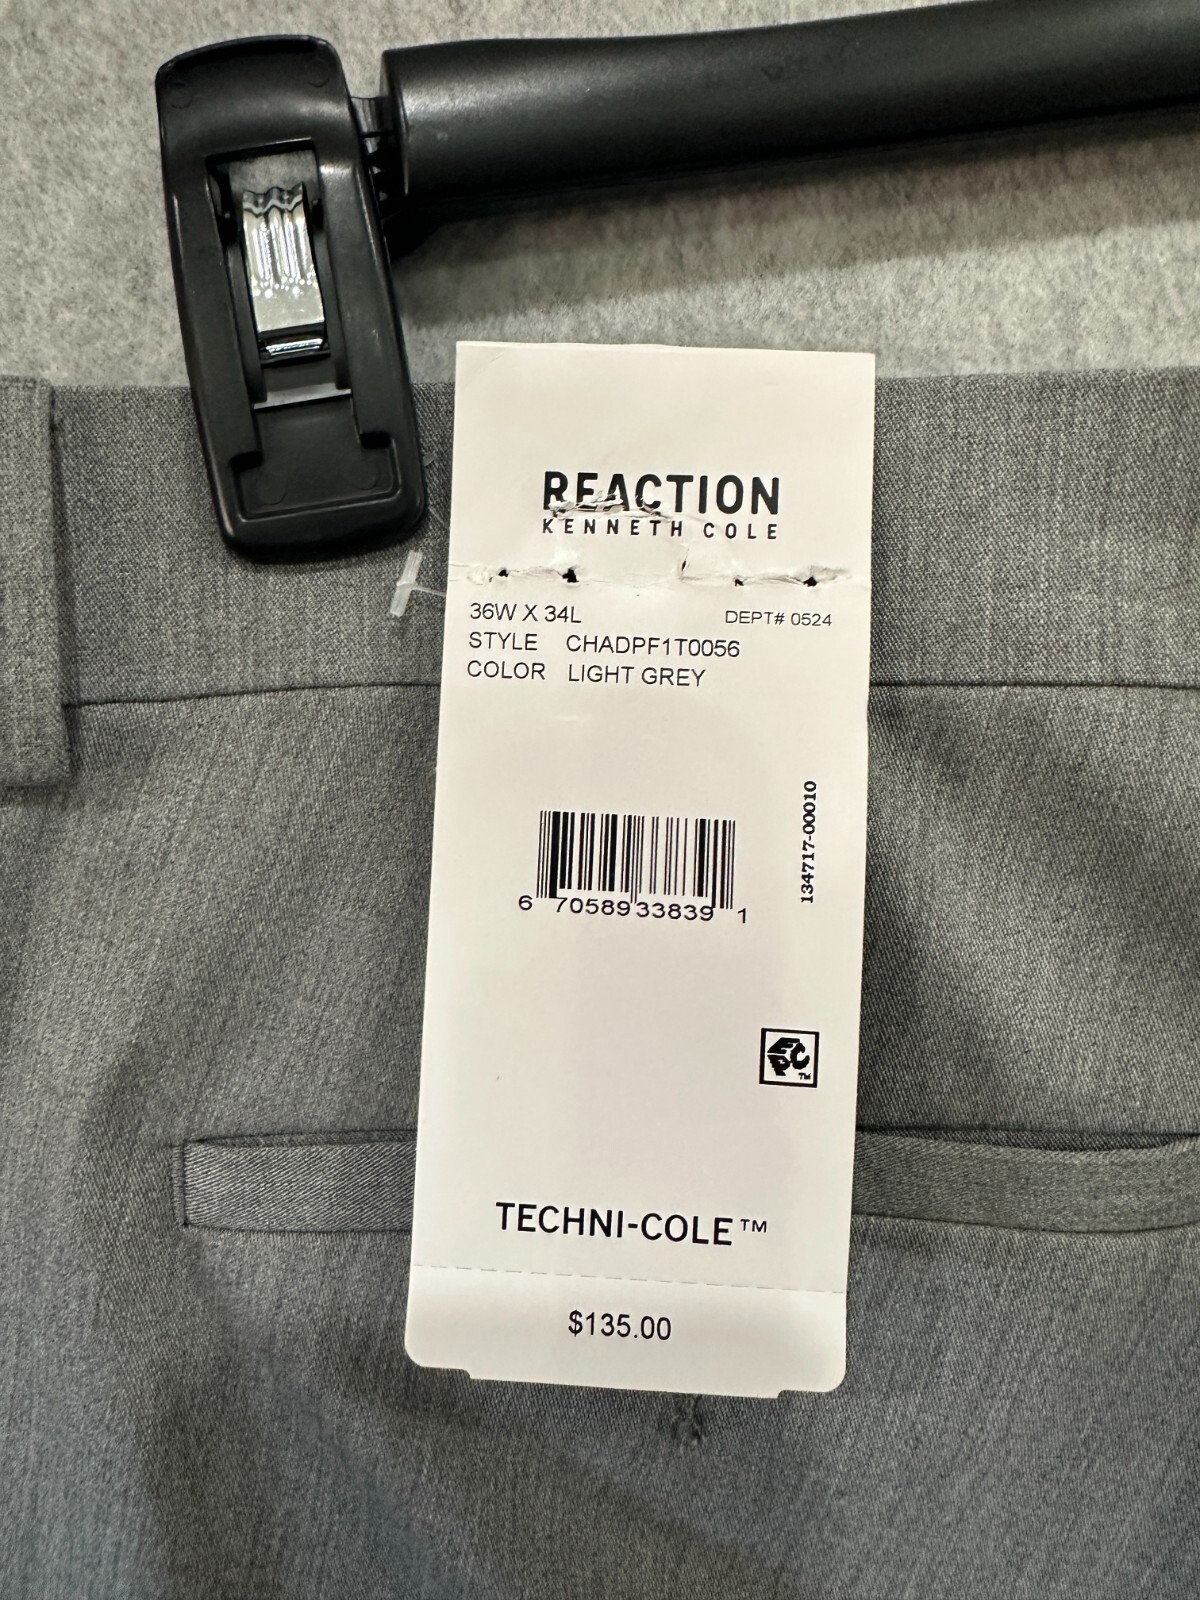 REACTION
KENNETH COLE
36W X 34L
DEPT# 0524
STYLE CHADPF1T0056
COLOR LIGHT GREY
134717-00010
6 70589 33839 1
EPC™
TECHNI-COLE™
$135.00